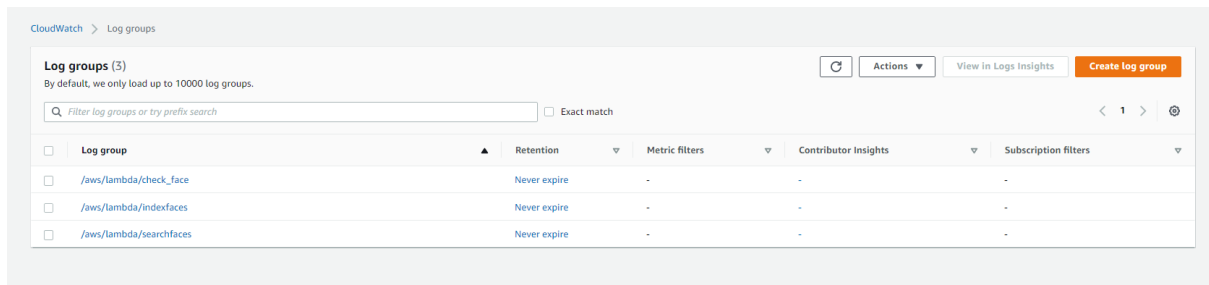 CloudWatch > Log groups
Log groups (3)
By default, we only load up to 10000 log groups.
Actions ▼ View in Logs Insights Create log group
Filter log groups or try prefix search Exact match < 1 >
Log group ▲ Retention Metric filters Contributor Insights Subscription filters
/aws/lambda/check_face Never expire - - -
/aws/lambda/indexfaces Never expire - - -
/aws/lambda/searchfaces Never expire - - -